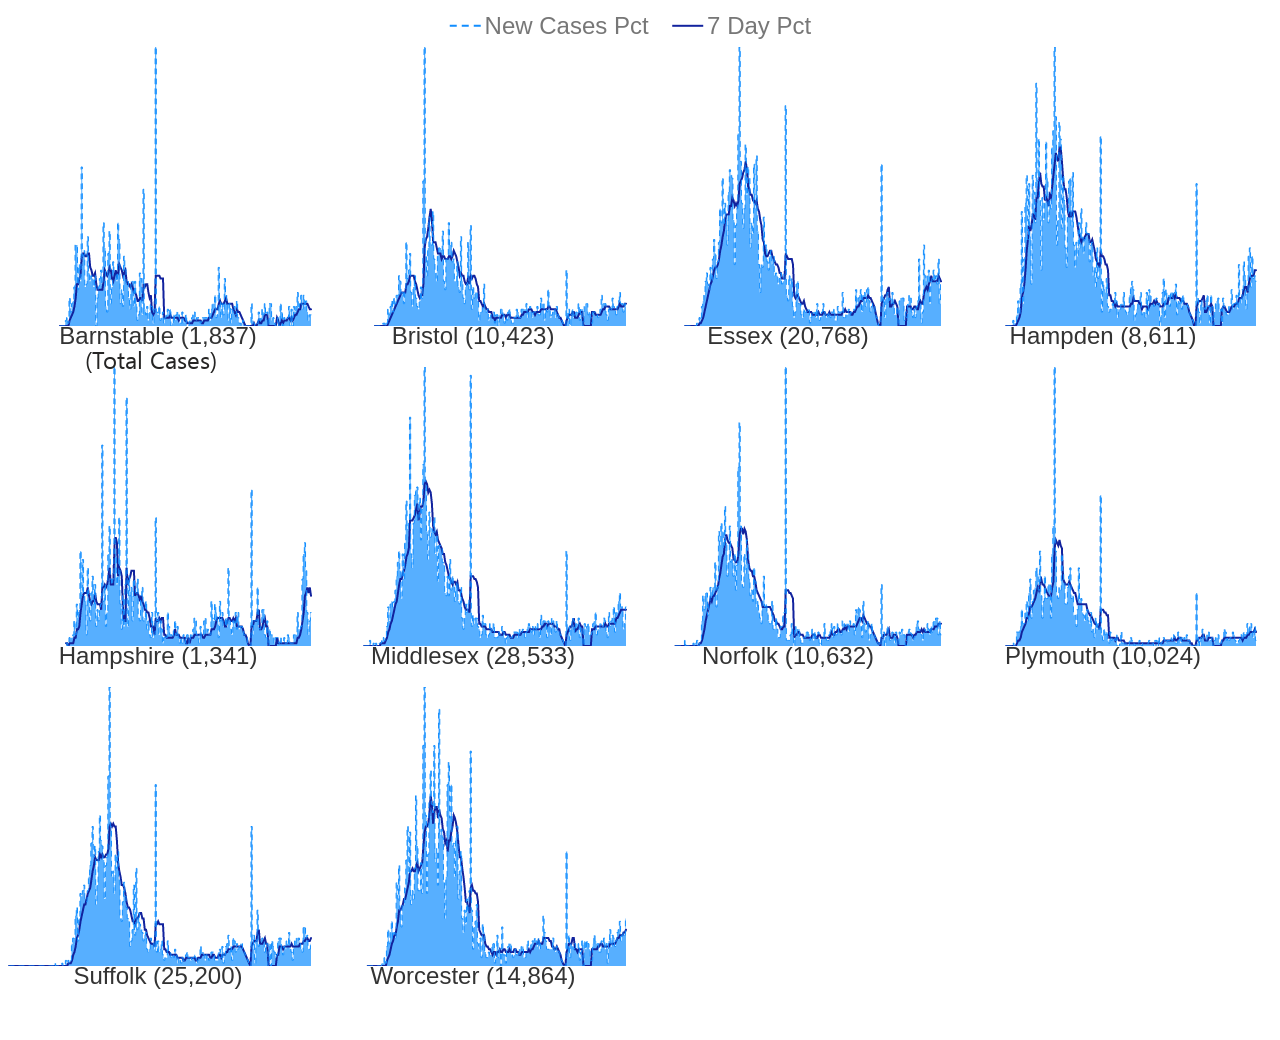 New Cases Pct 7 Day Pct
Barnstable (1,837) Bristol (10,423) Essex (20,768) Hampden (8,611)
(Total Cases)
Hampshire (1,341) Middlesex (28,533) Norfolk (10,632) Plymouth (10,024)
Suffolk (25,200) Worcester (14,864)